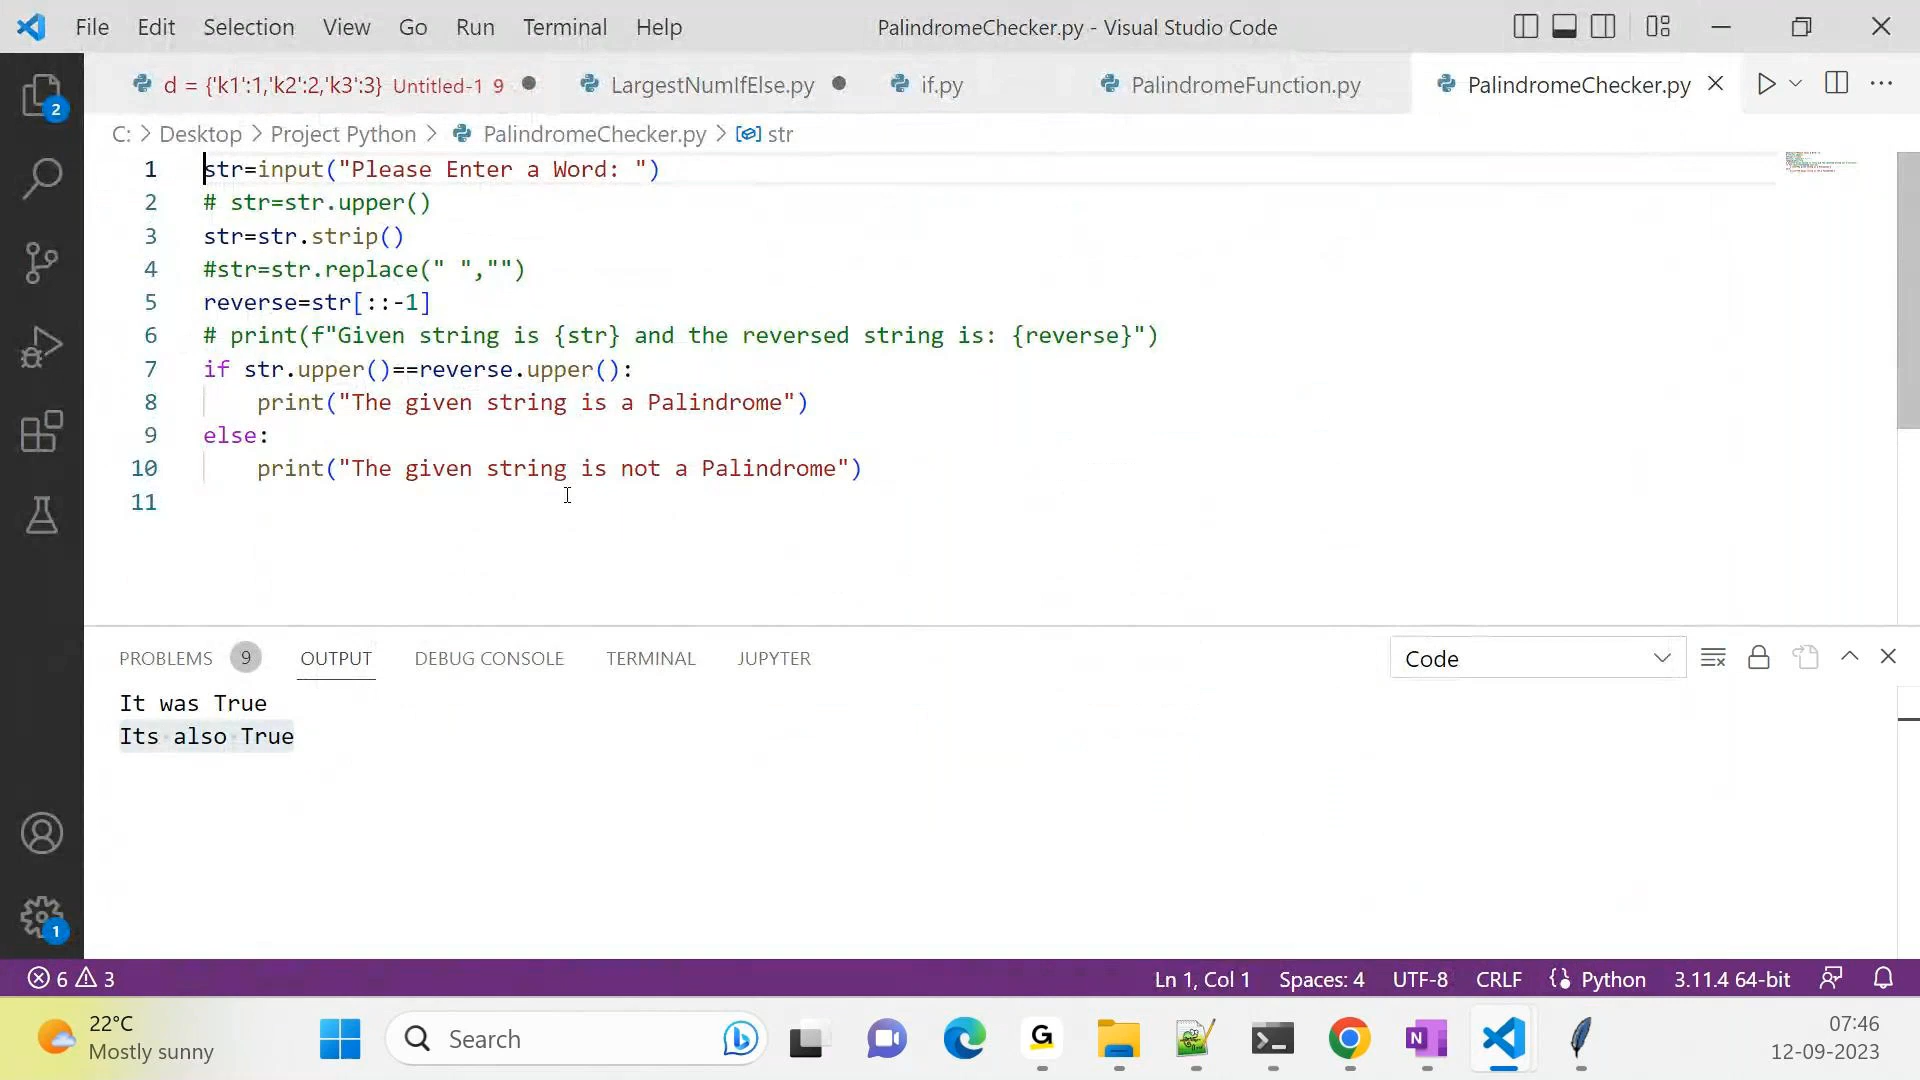 File Edit Selection View Go Run Terminal Help PalindromeChecker.py - Visual Studio Code
d = {'k1':1,'k2':2,'k3':3} Untitled-1 9 LargestNumIfElse.py if.py PalindromeFunction.py PalindromeChecker.py
C: > Desktop > Project Python > PalindromeChecker.py > str
1 str=input("Please Enter a Word: ")
2 # str=str.upper()
3 str=str.strip()
4 #str=str.replace(" ","")
5 reverse=str[::-1]
6 # print(f"Given string is {str} and the reversed string is: {reverse}")
7 if str.upper()==reverse.upper():
8 print("The given string is a Palindrome")
9 else:
10 print("The given string is not a Palindrome")
11
2
PROBLEMS 9 OUTPUT DEBUG CONSOLE TERMINAL JUPYTER Code
It was True
Its also True
1
6 3 Ln 1, Col 1 Spaces: 4 UTF-8 CRLF Python 3.11.4 64-bit
22°C
Mostly sunny
Search
07:46
12-09-2023